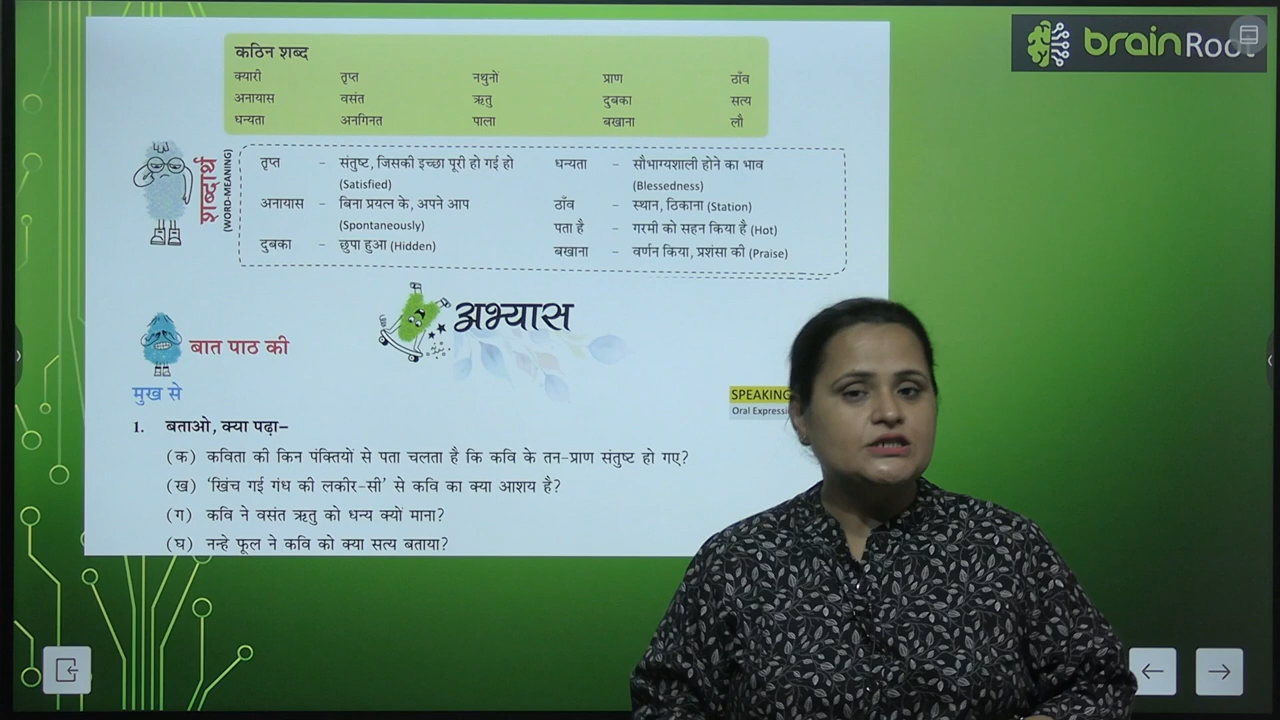 brainRoot
कठिन शब्द
क्यारी तृप्त नथुनों प्राण ठाँव
अनायास वसंत ऋतु दुबका सत्य
धन्यता अनगिनत पाला बखाना लौ
शब्दार्थ
(WORD-MEANING)
तृप्त – संतुष्ट, जिसकी इच्छा पूरी हो गई हो
(Satisfied)
अनायास – बिना प्रयत्न के, अपने आप
(Spontaneously)
दुबका – छुपा हुआ (Hidden)
धन्यता – सौभाग्यशाली होने का भाव
(Blessedness)
ठाँव – स्थान, ठिकाना (Station)
पता है – गरमी को सहन किया है (Hot)
बखाना – वर्णन किया, प्रशंसा की (Praise)
अभ्यास
बात पाठ की
मुख से
SPEAKING
Oral
1. बताओ, क्या पढ़ा–
(क) कविता की किन पंक्तियों से पता चलता है कि कवि के तन-प्राण संतुष्ट हो गए?
(ख) ‘खिंच गई गंध की लकीर-सी’ से कवि का क्या आशय है?
(ग) कवि ने वसंत ऋतु को धन्य क्यों माना?
(घ) नन्हे फूल ने कवि को क्या सत्य बताया?